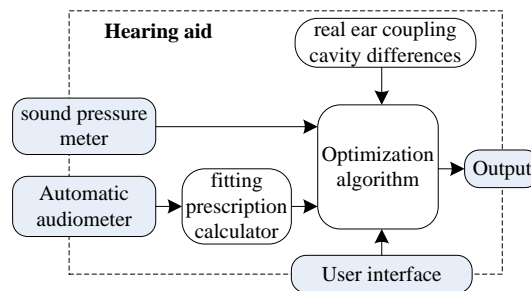 Hearing aid
real ear coupling
cavity differences
sound pressure
meter
Optimization
algorithm
Output
Automatic
audiometer
fitting
prescription
calculator
User interface